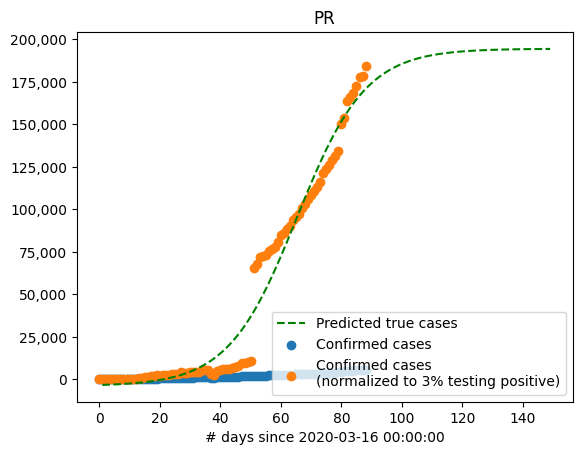 PR
200,000
175,000
150,000
125,000
100,000
75,000
50,000
25,000
0
Predicted true cases
Confirmed cases
Confirmed cases
(normalized to 3% testing positive)
0 20 40 60 80 100 120 140
# days since 2020-03-16 00:00:00